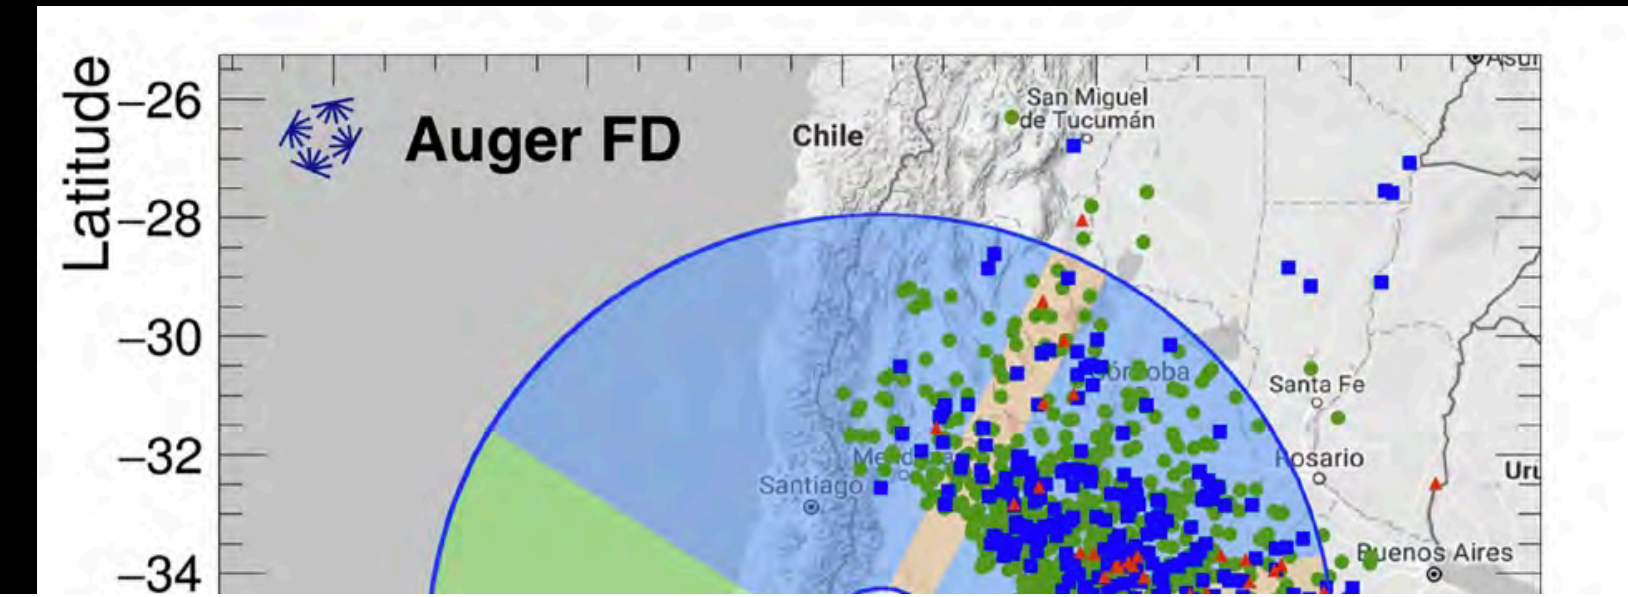 Latitude
−26
−28
−30
−32
−34
Auger FD
Chile
San Miguel
de Tucumán
Córdoba
Santa Fe
Rosario
Santiago
Buenos Aires